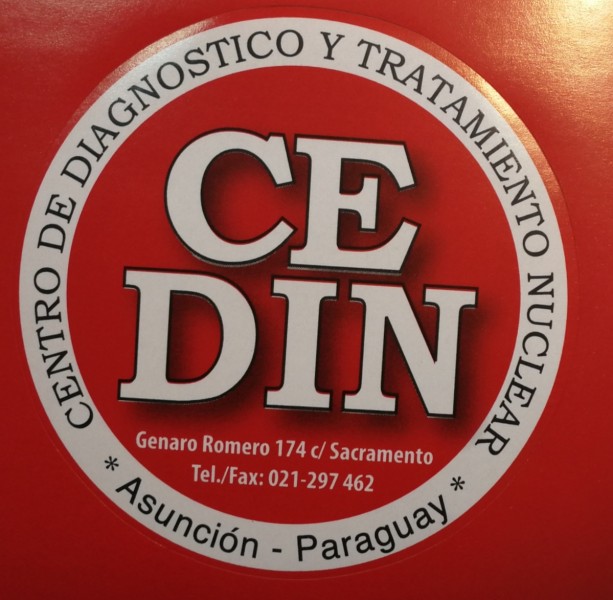 CENTRO DE DIAGNOSTICO Y TRATAMIENTO NUCLEAR
CE
DIN
Genaro Romero 174 c/ Sacramento
Tel./Fax: 021-297 462
* Asunción - Paraguay *